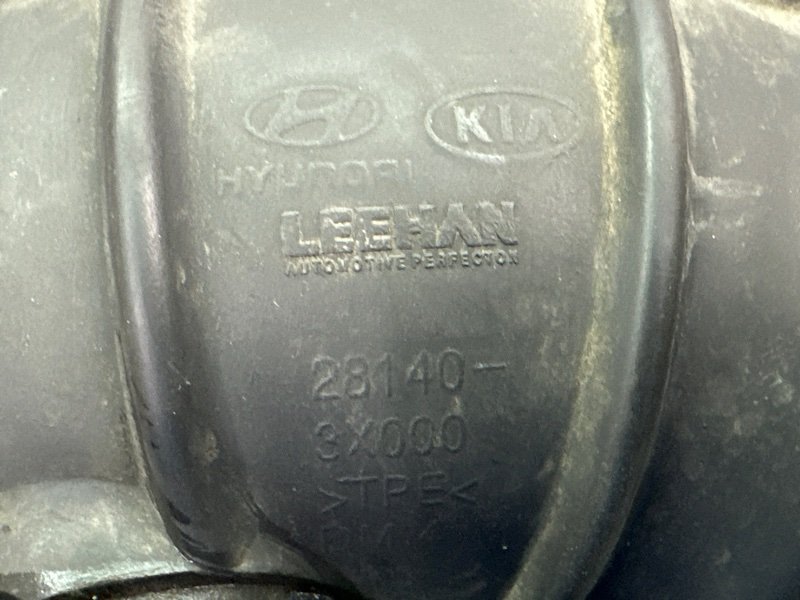 KIA
HYUNDAI
LEEHAN
AUTOMOTIVE PERFECTION
28140-
3X000
>TPE<